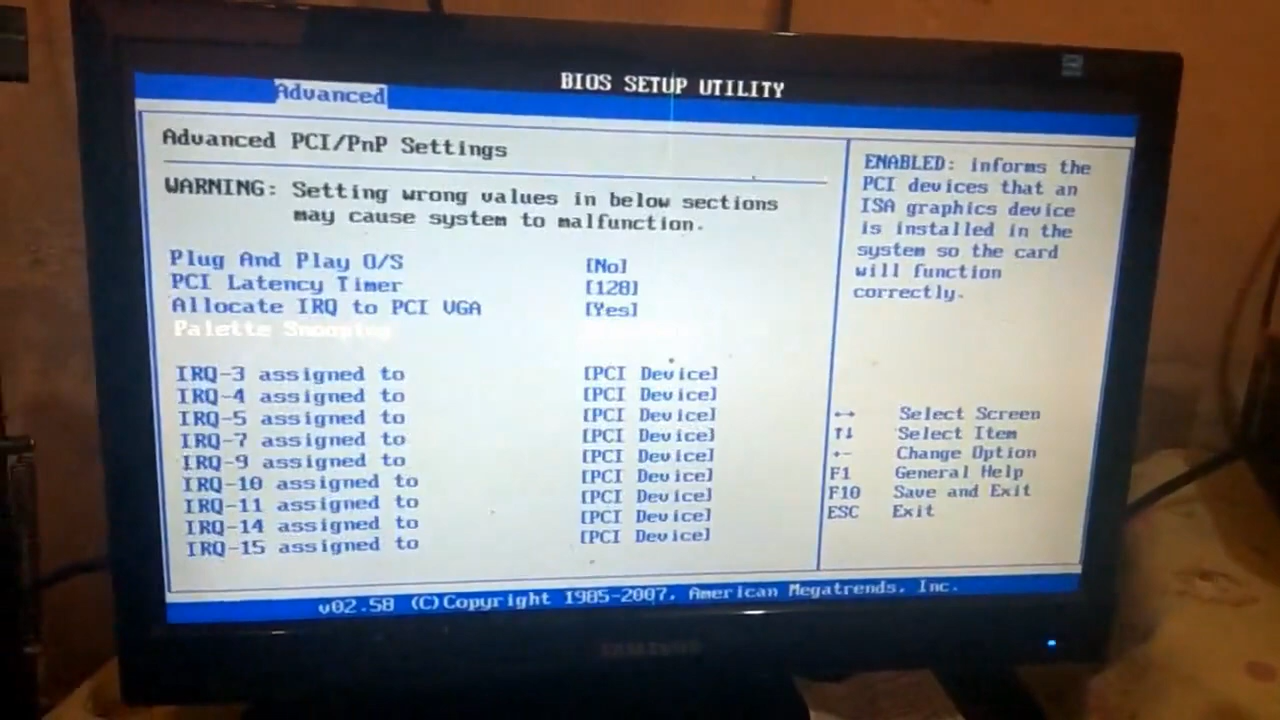 BIOS SETUP UTILITY
Advanced
Advanced PCI/PnP Settings
WARNING: Setting wrong values in below sections
may cause system to malfunction.
Plug And Play O/S [No]
PCI Latency Timer [128]
Allocate IRQ to PCI VGA [Yes]
Palette Snooping
IRQ-3 assigned to [PCI Device]
IRQ-4 assigned to [PCI Device]
IRQ-5 assigned to [PCI Device]
IRQ-7 assigned to [PCI Device]
IRQ-9 assigned to [PCI Device]
IRQ-10 assigned to [PCI Device]
IRQ-11 assigned to [PCI Device]
IRQ-14 assigned to [PCI Device]
IRQ-15 assigned to [PCI Device]
ENABLED: informs the
PCI devices that an
ISA graphics device
is installed in the
system so the card
will function
correctly.
↔ Select Screen
↑↓ Select Item
+- Change Option
F1 General Help
F10 Save and Exit
ESC Exit
v02.58 (C)Copyright 1985-2007, American Megatrends, Inc.